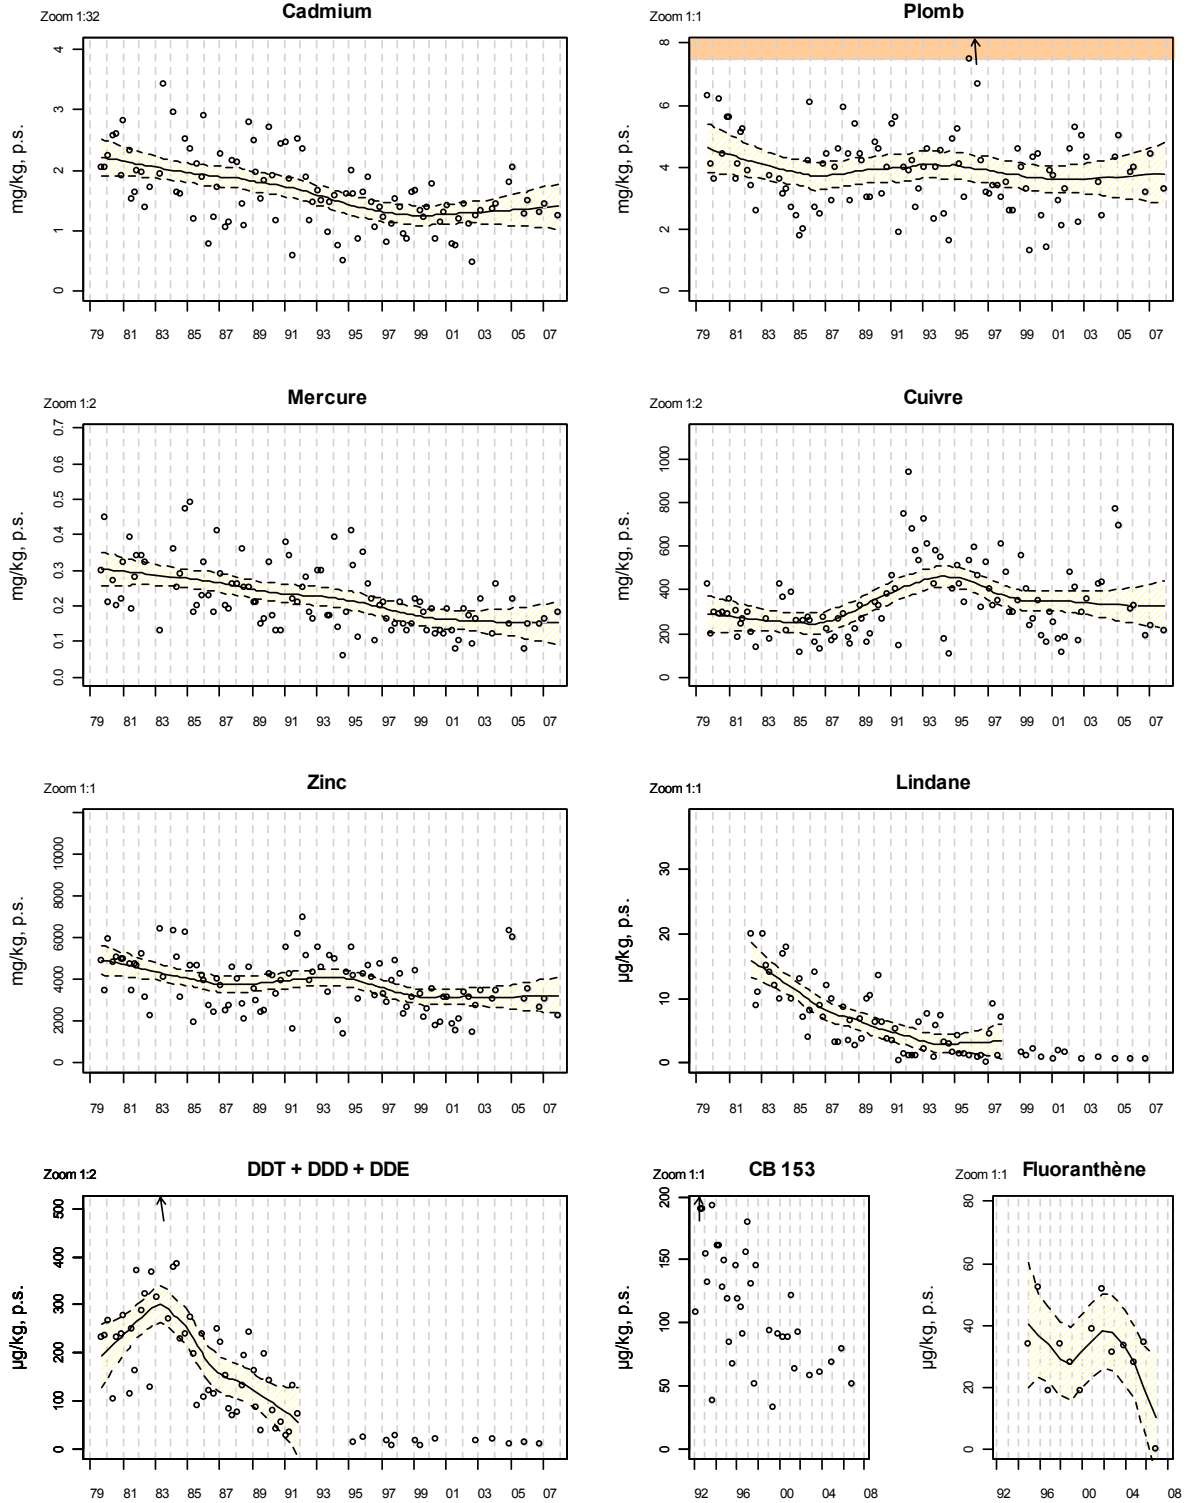 Cadmium
Zoom 1:32
mg/kg, p.s.
4
3
2
1
0
79 81 83 85 87 89 91 93 95 97 99 01 03 05 07
Plomb
Zoom 1:1
mg/kg, p.s.
8
6
4
2
0
79 81 83 85 87 89 91 93 95 97 99 01 03 05 07
Mercure
Zoom 1:2
mg/kg, p.s.
0.7
0.6
0.5
0.4
0.3
0.2
0.1
0.0
79 81 83 85 87 89 91 93 95 97 99 01 03 05 07
Cuivre
Zoom 1:2
mg/kg, p.s.
1000
800
600
400
200
0
79 81 83 85 87 89 91 93 95 97 99 01 03 05 07
Zinc
Zoom 1:1
mg/kg, p.s.
10000
8000
6000
4000
2000
0
79 81 83 85 87 89 91 93 95 97 99 01 03 05 07
Lindane
Zoom 1:1
µg/kg, p.s.
30
20
10
0
79 81 82 83 85 87 89 91 93 95 97 99 01 03 05 07
DDT + DDD + DDE
Zoom 1:2
µg/kg, p.s.
500
400
300
200
100
0
79 81 83 85 87 89 91 93 95 97 99 01 03 05 07
CB 153
Zoom 1:1
µg/kg, p.s.
200
150
100
50
0
92 96 00 04 08
Fluoranthène
Zoom 1:1
µg/kg, p.s.
80
60
40
20
0
92 96 00 04 08